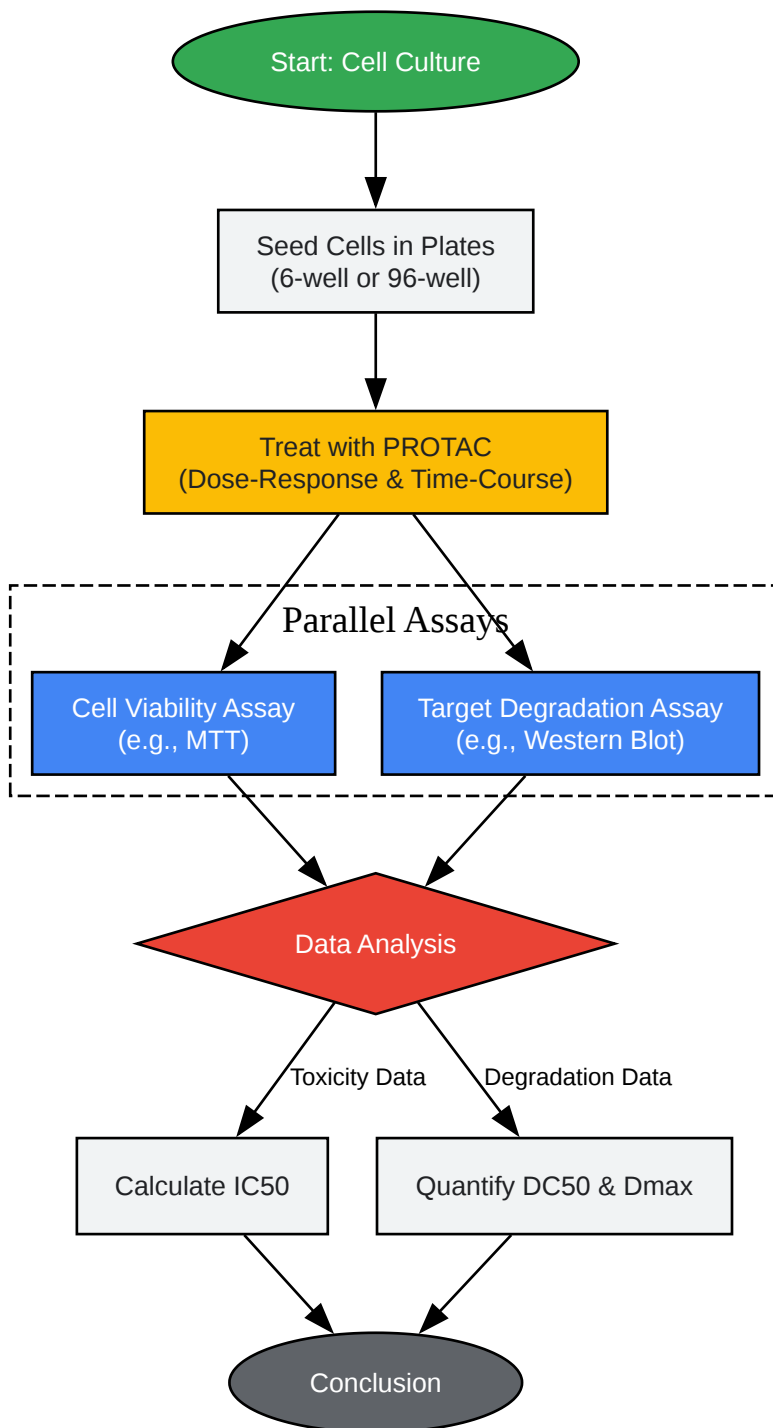 Start: Cell Culture
Seed Cells in Plates
(6-well or 96-well)
Treat with PROTAC
(Dose-Response & Time-Course)
Parallel Assays
Cell Viability Assay
(e.g., MTT)
Target Degradation Assay
(e.g., Western Blot)
Data Analysis
Toxicity Data
Degradation Data
Calculate IC50
Quantify DC50 & Dmax
Conclusion